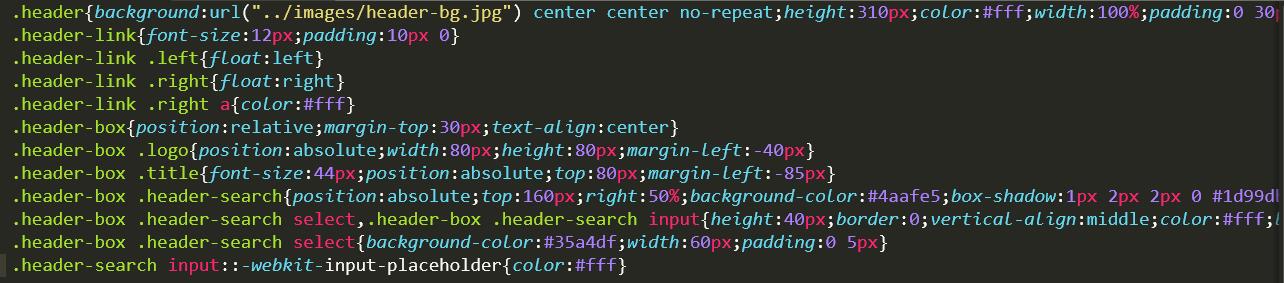 .header{background:url("../images/header-bg.jpg") center center no-repeat;height:310px;color:#fff;width:100%;padding:0 30
.header-link{font-size:12px;padding:10px 0}
.header-link .left{float:left}
.header-link .right{float:right}
.header-link .right a{color:#fff}
.header-box{position:relative;margin-top:30px;text-align:center}
.header-box .logo{position:absolute;width:80px;height:80px;margin-left:-40px}
.header-box .title{font-size:44px;position:absolute;top:80px;margin-left:-85px}
.header-box .header-search{position:absolute;top:160px;right:50%;background-color:#4aafe5;box-shadow:1px 2px 2px 0 #1d99d
.header-box .header-search select,.header-box .header-search input{height:40px;border:0;vertical-align:middle;color:#fff;
.header-box .header-search select{background-color:#35a4df;width:60px;padding:0 5px}
.header-search input::-webkit-input-placeholder{color:#fff}